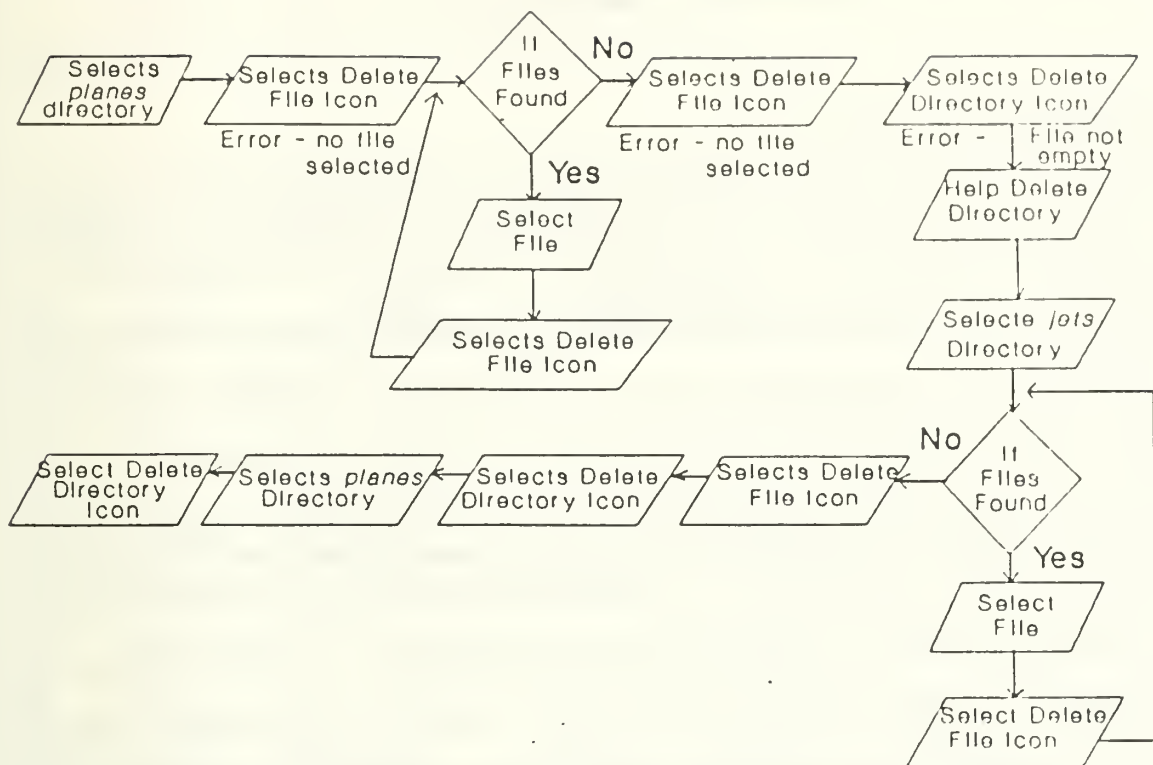 Selects
planes
directory
Selects Delete
File Icon
Error - no file
selected
If
Files
Found
No
Selects Delete
File Icon
Error - no file
selected
Selects Delete
Directory Icon
Error - File not
empty
Yes
Select
File
Selects Delete
File Icon
Help Delete
Directory
Selects jets
Directory
If
Files
Found
No
Selects Delete
File Icon
Selects Delete
Directory Icon
Selects planes
Directory
Select Delete
Directory
Icon
Yes
Select
File
Select Delete
File Icon